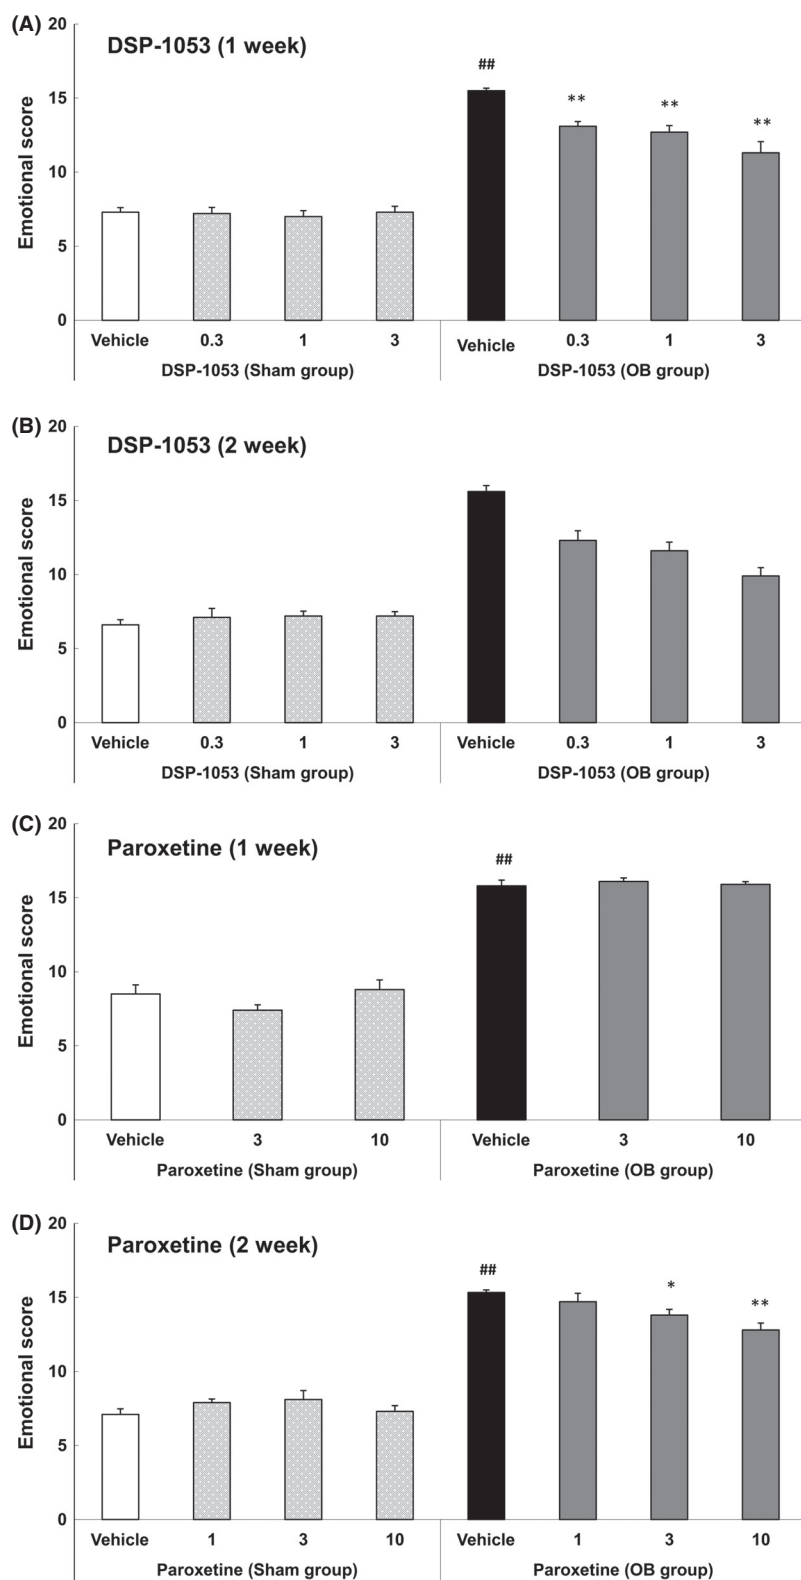 (A)
20
DSP-1053 (1 week)
##
15
**
**
**
10
5
0
Emotional score
Vehicle 0.3 1 3 Vehicle 0.3 1 3
DSP-1053 (Sham group) DSP-1053 (OB group)
(B)
20
DSP-1053 (2 week)
15
10
5
0
Emotional score
Vehicle 0.3 1 3 Vehicle 0.3 1 3
DSP-1053 (Sham group) DSP-1053 (OB group)
(C)
20
Paroxetine (1 week)
##
15
10
5
0
Emotional score
Vehicle 3 10 Vehicle 3 10
Paroxetine (Sham group) Paroxetine (OB group)
(D)
20
Paroxetine (2 week)
##
15
*
**
10
5
0
Emotional score
Vehicle 1 3 10 Vehicle 1 3 10
Paroxetine (Sham group) Paroxetine (OB group)